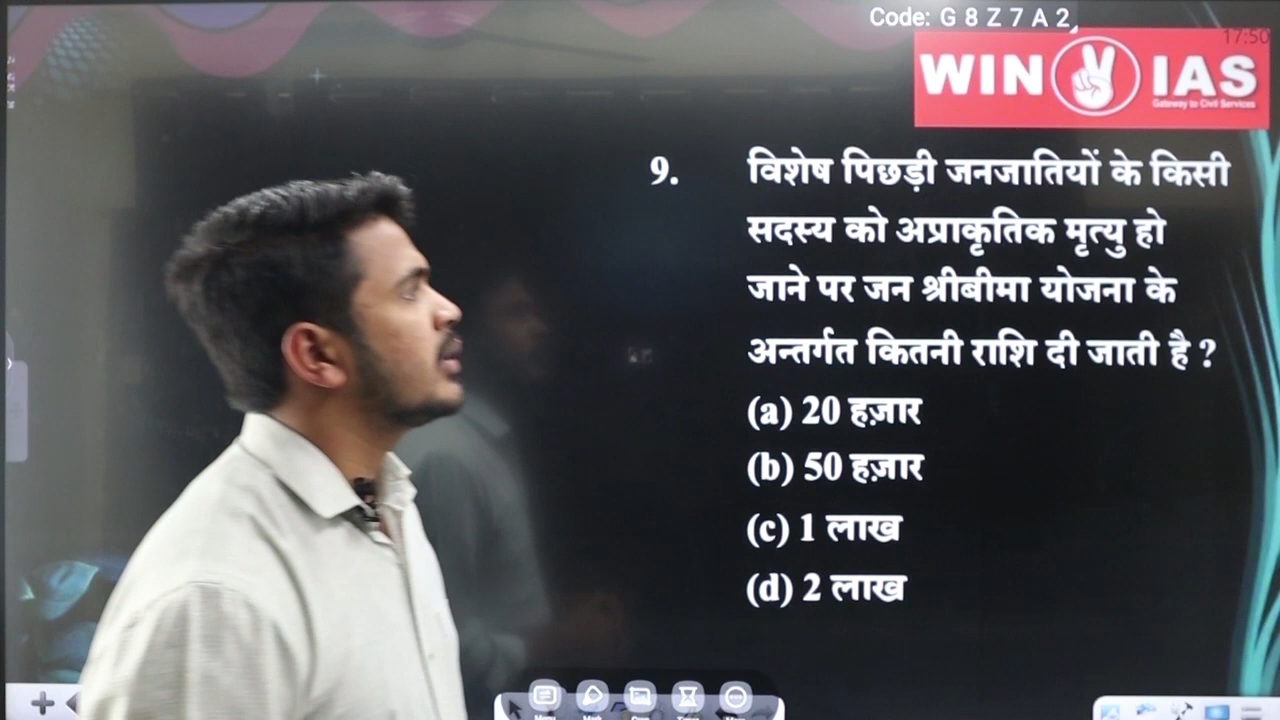 Code: G 8 Z 7 A 2
17:50
WIN IAS
Gateway to Civil Services
9. विशेष पिछड़ी जनजातियों के किसी
सदस्य को अप्राकृतिक मृत्यु हो
जाने पर जन श्रीबीमा योजना के
अन्तर्गत कितनी राशि दी जाती है ?
(a) 20 हज़ार
(b) 50 हज़ार
(c) 1 लाख
(d) 2 लाख